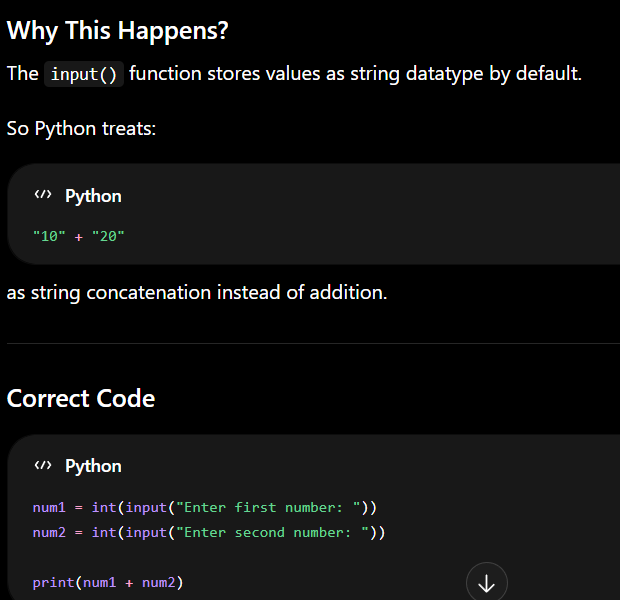 Why This Happens?
The input() function stores values as string datatype by default.
So Python treats:
</> Python
"10" + "20"
as string concatenation instead of addition.
Correct Code
</> Python
num1 = int(input("Enter first number: "))
num2 = int(input("Enter second number: "))
print(num1 + num2)